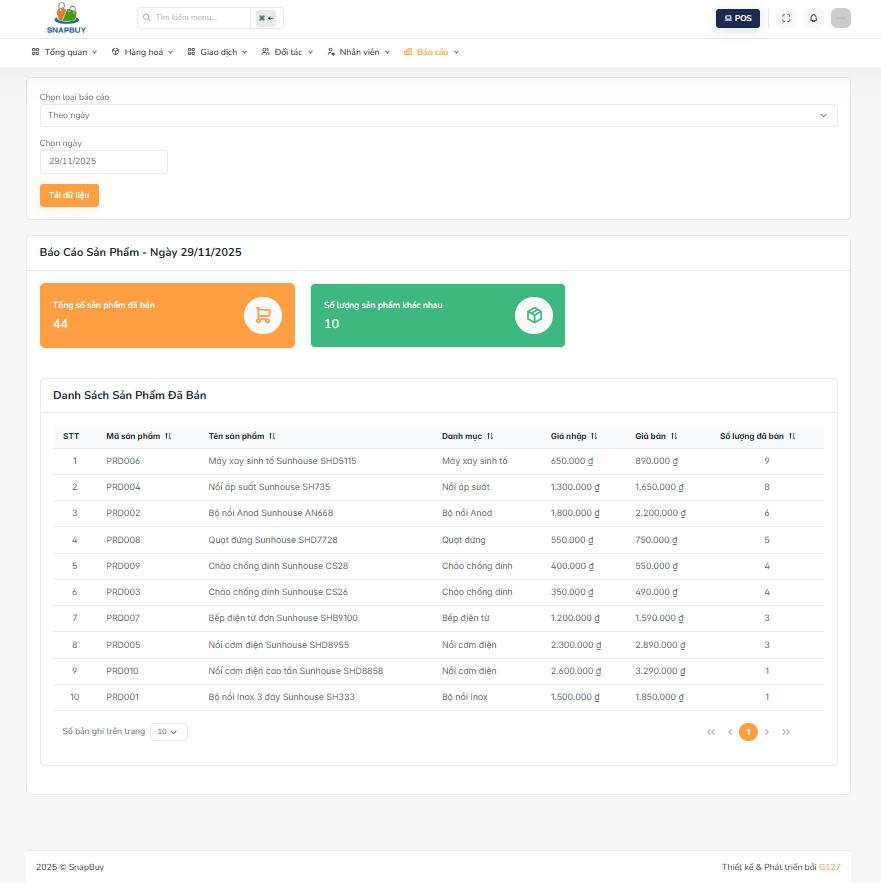 SNAPBUY
Tìm kiếm menu...
⌘ +
POS
Tổng quan
Hàng hoá
Giao dịch
Đối tác
Nhân viên
Báo cáo
Chọn loại báo cáo
Theo ngày
Chọn ngày
29/11/2025
Tải dữ liệu
Báo Cáo Sản Phẩm - Ngày 29/11/2025
Tổng số sản phẩm đã bán
44
Số lượng sản phẩm khác nhau
10
Danh Sách Sản Phẩm Đã Bán
STT Mã sản phẩm Tên sản phẩm Danh mục Giá nhập Giá bán Số lượng đã bán
1 PRD006 Máy xay sinh tố Sunhouse SHD5115 Máy xay sinh tố 650.000 ₫ 890.000 ₫ 9
2 PRD004 Nồi áp suất Sunhouse SH735 Nồi áp suất 1.300.000 ₫ 1.650.000 ₫ 8
3 PRD002 Bộ nồi Anod Sunhouse AN668 Bộ nồi Anod 1.800.000 ₫ 2.200.000 ₫ 6
4 PRD008 Quạt đứng Sunhouse SHD7728 Quạt đứng 550.000 ₫ 750.000 ₫ 5
5 PRD009 Chảo chống dính Sunhouse CS28 Chảo chống dính 400.000 ₫ 550.000 ₫ 4
6 PRD003 Chảo chống dính Sunhouse CS26 Chảo chống dính 350.000 ₫ 490.000 ₫ 4
7 PRD007 Bếp điện từ đơn Sunhouse SHB9100 Bếp điện từ 1.200.000 ₫ 1.590.000 ₫ 3
8 PRD005 Nồi cơm điện Sunhouse SHD8955 Nồi cơm điện 2.300.000 ₫ 2.890.000 ₫ 3
9 PRD010 Nồi cơm điện cao tần Sunhouse SHD8858 Nồi cơm điện 2.600.000 ₫ 3.290.000 ₫ 1
10 PRD001 Bộ nồi Inox 3 đáy Sunhouse SH333 Bộ nồi Inox 1.500.000 ₫ 1.850.000 ₫ 1
Số bản ghi trên trang 10
1
2025 © SnapBuy
Thiết kế & Phát triển bởi G127